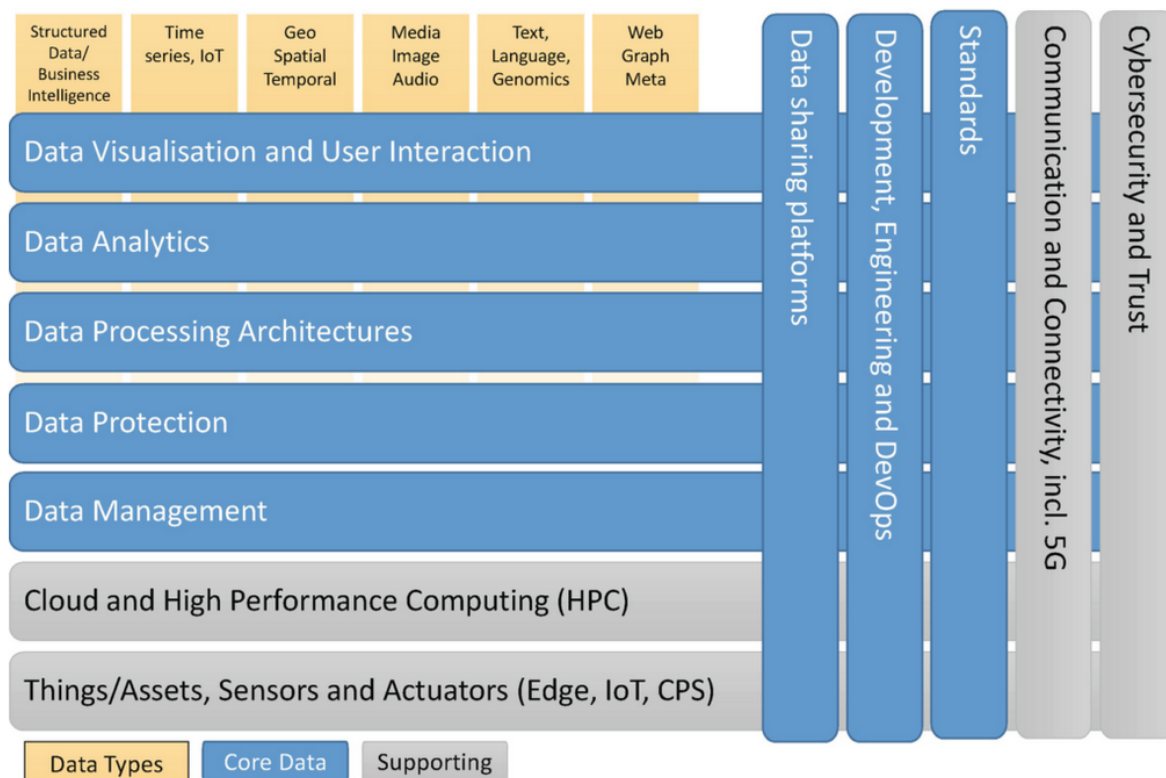 Structured
Data/
Business
Intelligence
Time
series, IoT
Geo
Spatial
Temporal
Media
Image
Audio
Text,
Language,
Genomics
Web
Graph
Meta
Data sharing platforms
Development, Engineering and DevOps
Standards
Communication and Connectivity, incl. 5G
Cybersecurity and Trust
Data Visualisation and User Interaction
Data Analytics
Data Processing Architectures
Data Protection
Data Management
Cloud and High Performance Computing (HPC)
Things/Assets, Sensors and Actuators (Edge, IoT, CPS)
Data Types
Core Data
Supporting